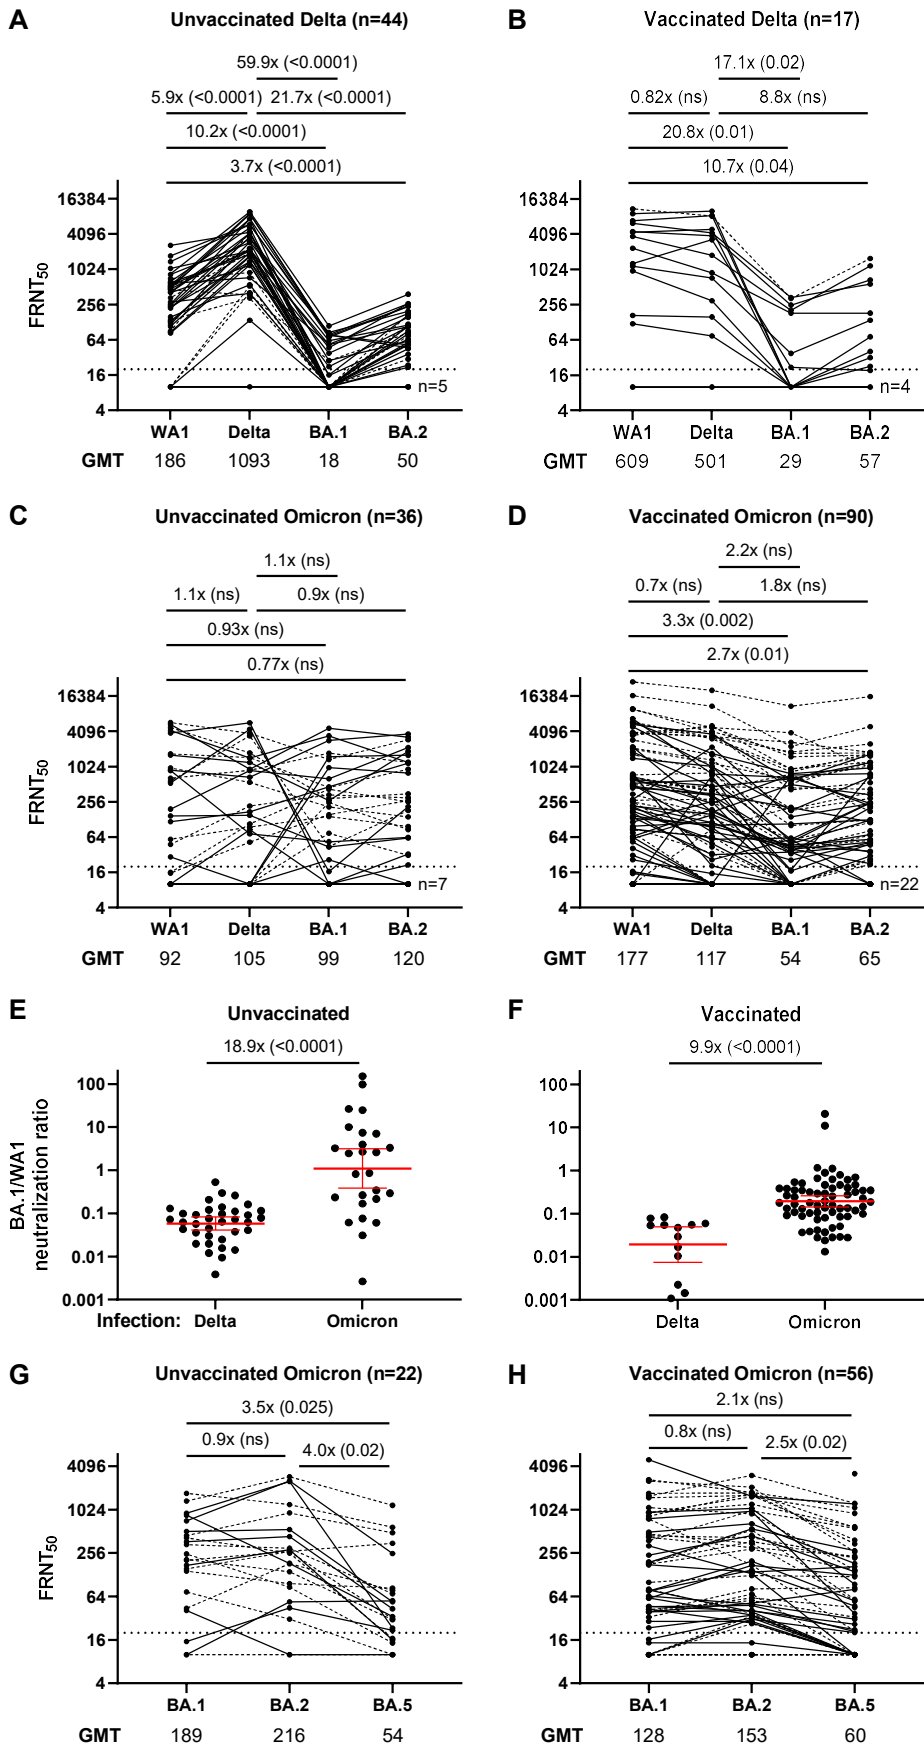 A
Unvaccinated Delta (n=44)
59.9x (<0.0001)
5.9x (<0.0001) 21.7x (<0.0001)
10.2x (<0.0001)
3.7x (<0.0001)
FRNT50
16384
4096
1024
256
64
16
4
n=5
WA1 Delta BA.1 BA.2
GMT 186 1093 18 50
B
Vaccinated Delta (n=17)
17.1x (0.02)
0.82x (ns) 8.8x (ns)
20.8x (0.01)
10.7x (0.04)
16384
4096
1024
256
64
16
4
n=4
WA1 Delta BA.1 BA.2
GMT 609 501 29 57
C
Unvaccinated Omicron (n=36)
1.1x (ns)
1.1x (ns) 0.9x (ns)
0.93x (ns)
0.77x (ns)
FRNT50
16384
4096
1024
256
64
16
4
n=7
WA1 Delta BA.1 BA.2
GMT 92 105 99 120
D
Vaccinated Omicron (n=90)
2.2x (ns)
0.7x (ns) 1.8x (ns)
3.3x (0.002)
2.7x (0.01)
16384
4096
1024
256
64
16
4
n=22
WA1 Delta BA.1 BA.2
GMT 177 117 54 65
E
Unvaccinated
18.9x (<0.0001)
BA.1/WA1
neutralization ratio
100
10
1
0.1
0.01
0.001
Infection: Delta Omicron
F
Vaccinated
9.9x (<0.0001)
100
10
1
0.1
0.01
0.001
Delta Omicron
G
Unvaccinated Omicron (n=22)
3.5x (0.025)
0.9x (ns) 4.0x (0.02)
FRNT50
4096
1024
256
64
16
4
BA.1 BA.2 BA.5
GMT 189 216 54
H
Vaccinated Omicron (n=56)
2.1x (ns)
0.8x (ns) 2.5x (0.02)
4096
1024
256
64
16
4
BA.1 BA.2 BA.5
GMT 128 153 60